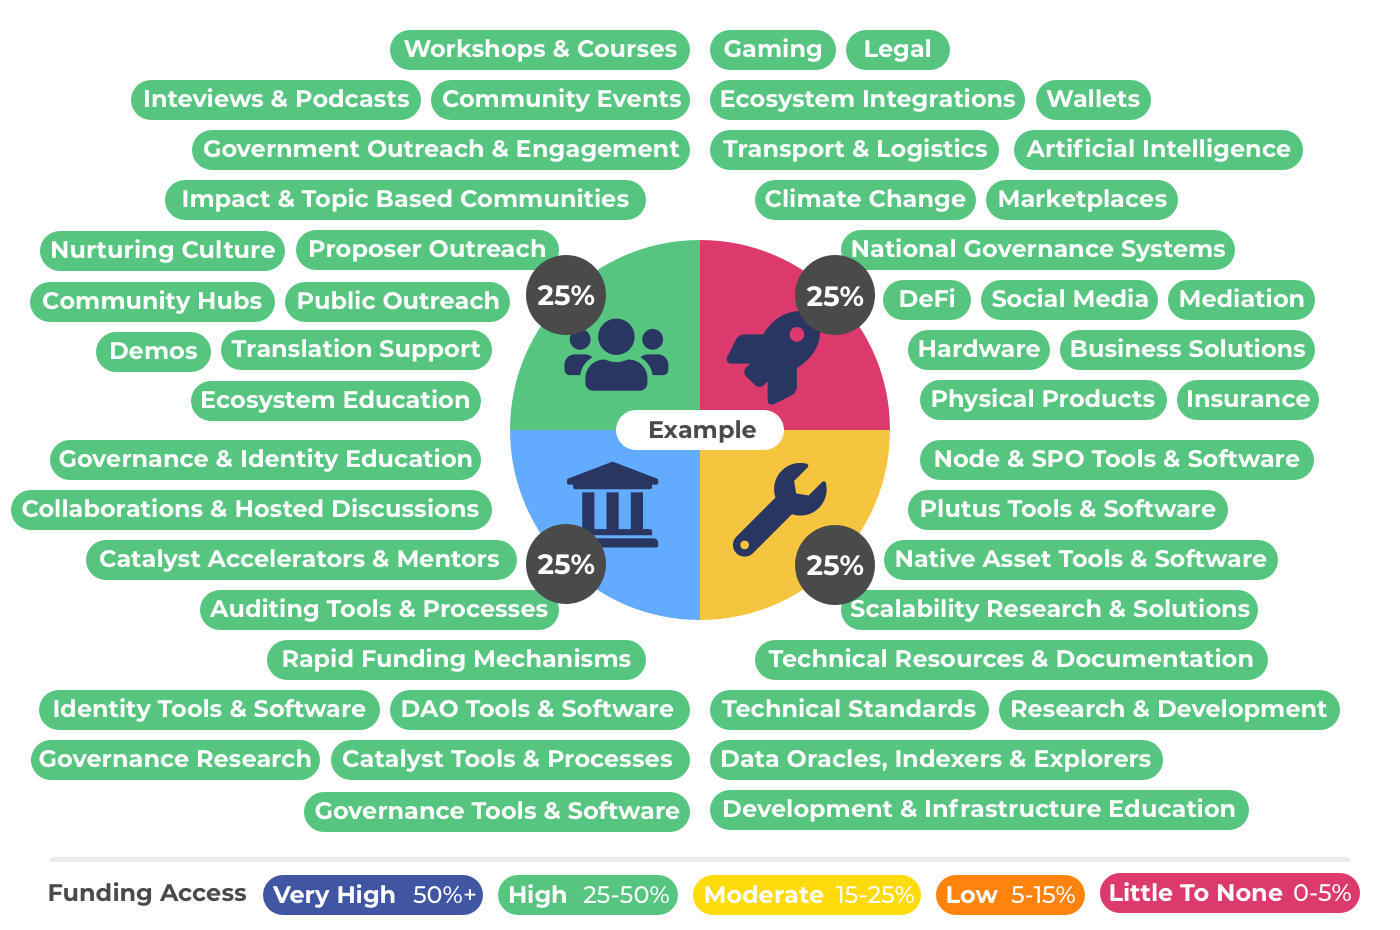 Workshops & Courses Gaming Legal
Inteviews & Podcasts Community Events Ecosystem Integrations Wallets
Government Outreach & Engagement Transport & Logistics Artificial Intelligence
Impact & Topic Based Communities Climate Change Marketplaces
Nurturing Culture Proposer Outreach National Governance Systems
Community Hubs Public Outreach 25% 25% DeFi Social Media Mediation
Demos Translation Support Hardware Business Solutions
Ecosystem Education Physical Products Insurance
Example
Governance & Identity Education Node & SPO Tools & Software
Collaborations & Hosted Discussions Plutus Tools & Software
Catalyst Accelerators & Mentors 25% 25% Native Asset Tools & Software
Auditing Tools & Processes Scalability Research & Solutions
Rapid Funding Mechanisms Technical Resources & Documentation
Identity Tools & Software DAO Tools & Software Technical Standards Research & Development
Governance Research Catalyst Tools & Processes Data Oracles, Indexers & Explorers
Governance Tools & Software Development & Infrastructure Education
Funding Access Very High 50%+ High 25-50% Moderate 15-25% Low 5-15% Little To None 0-5%